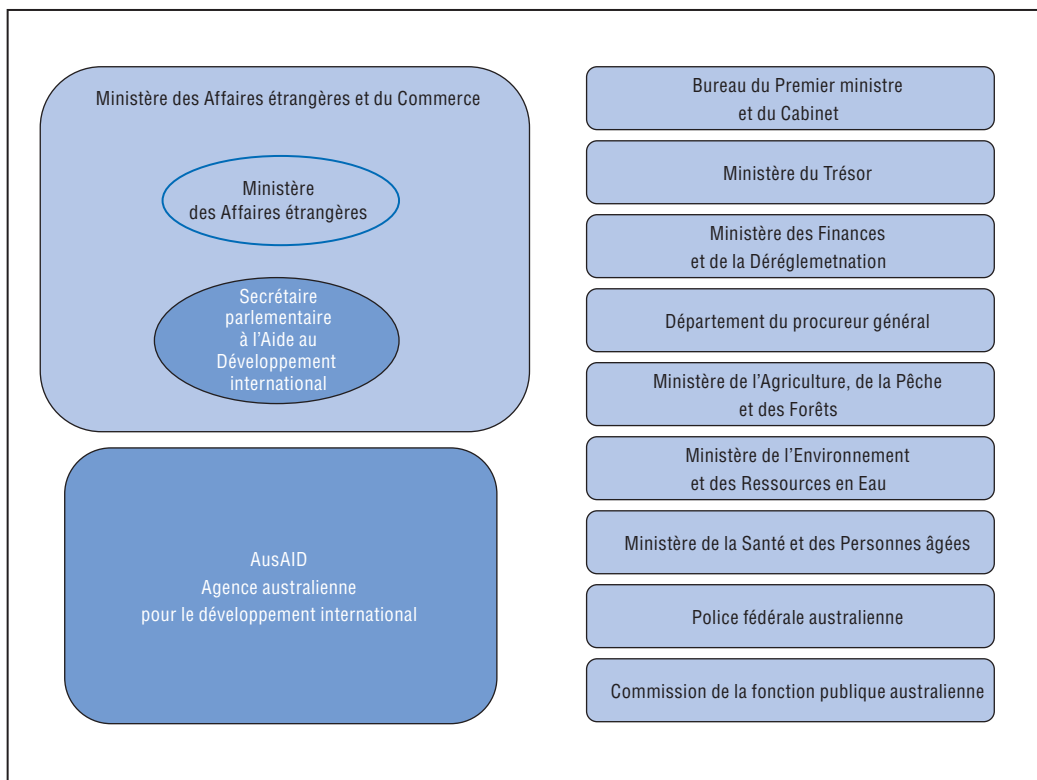 Ministère des Affaires étrangères et du Commerce
Ministère
des Affaires étrangères
Secrétaire
parlementaire
à l'Aide au
Développement
international
AusAID
Agence australienne
pour le développement international
Bureau du Premier ministre
et du Cabinet
Ministère du Trésor
Ministère des Finances
et de la Dérégleme​tnation
Département du procureur général
Ministère de l'Agriculture, de la Pêche
et des Forêts
Ministère de l'Environnement
et des Ressources en Eau
Ministère de la Santé et des Personnes âgées
Police fédérale australienne
Commission de la fonction publique australienne